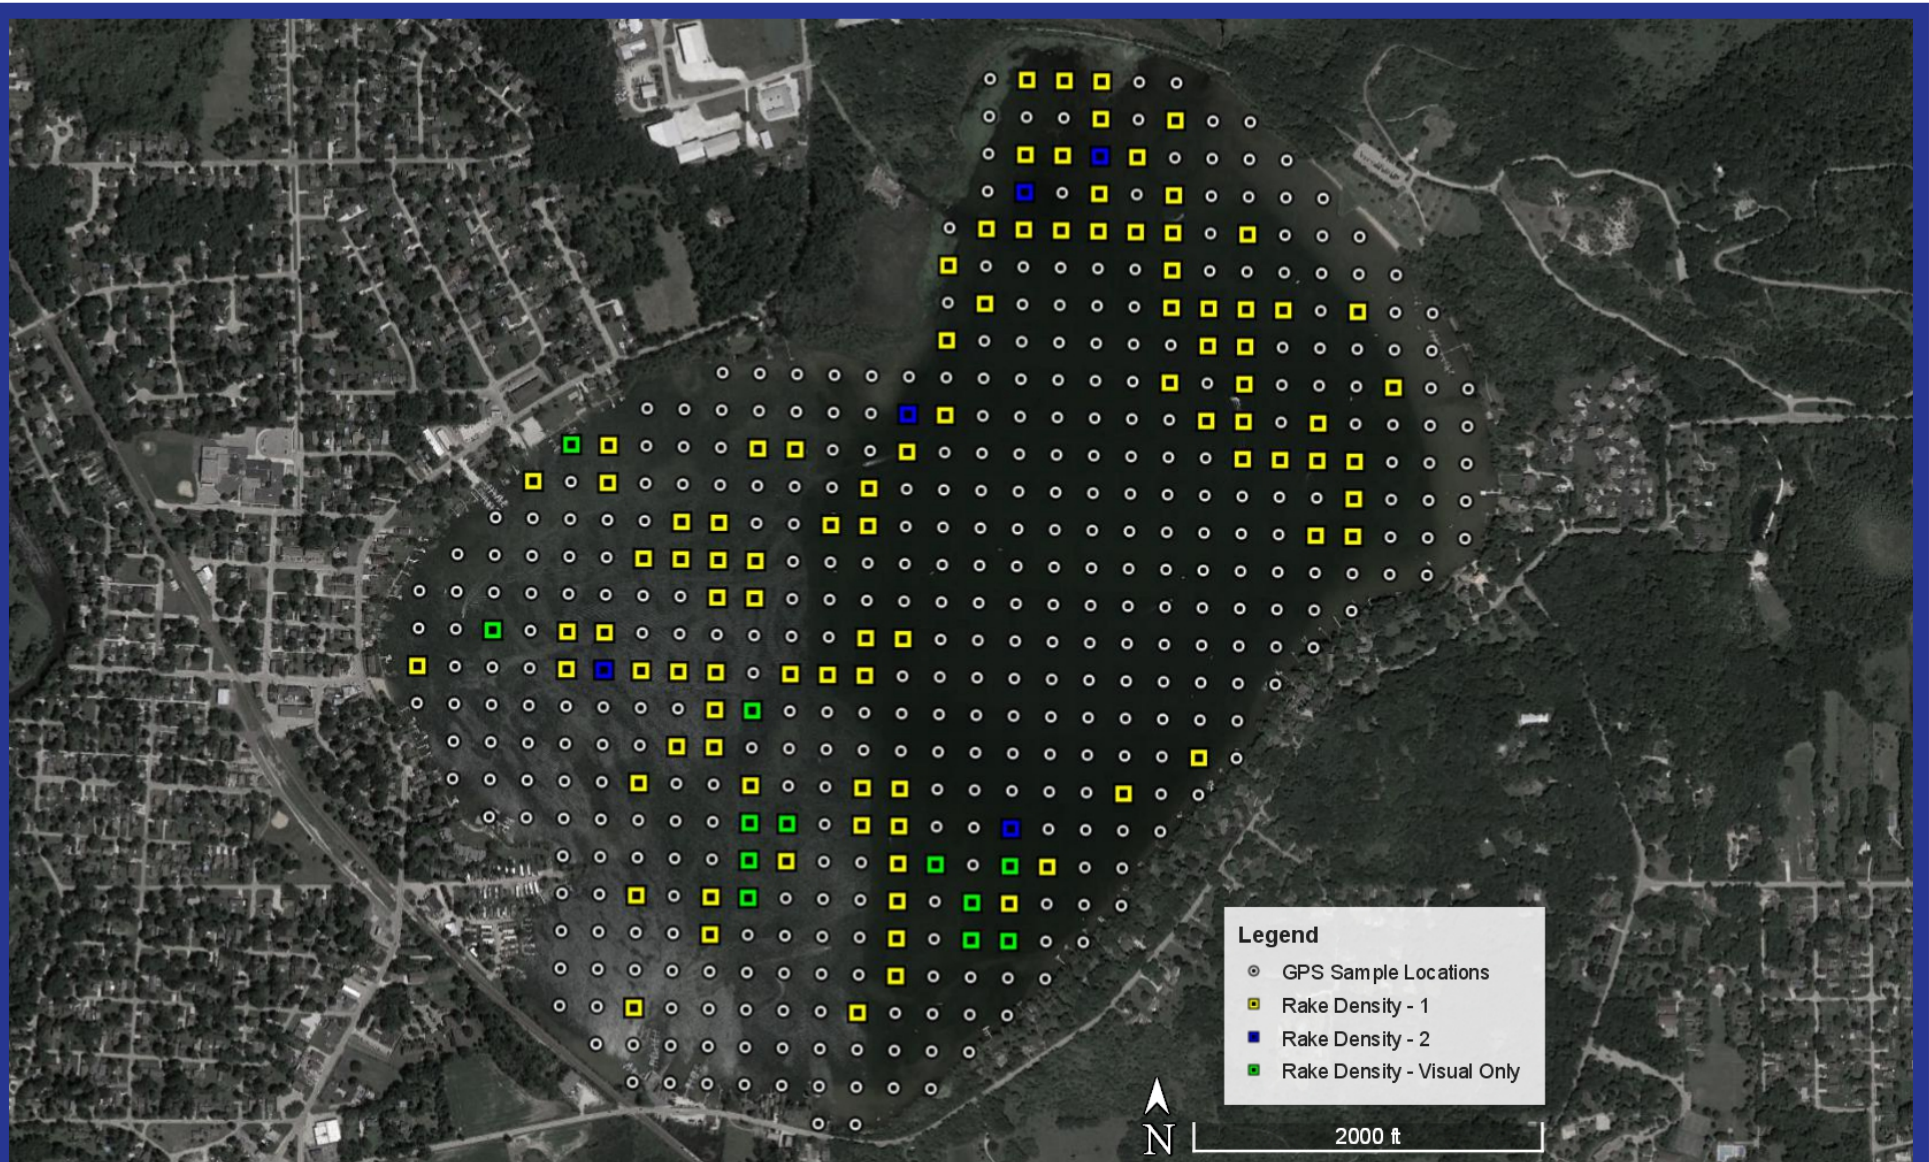 Legend
GPS Sample Locations
Rake Density - 1
Rake Density - 2
Rake Density - Visual Only
N
2000 ft